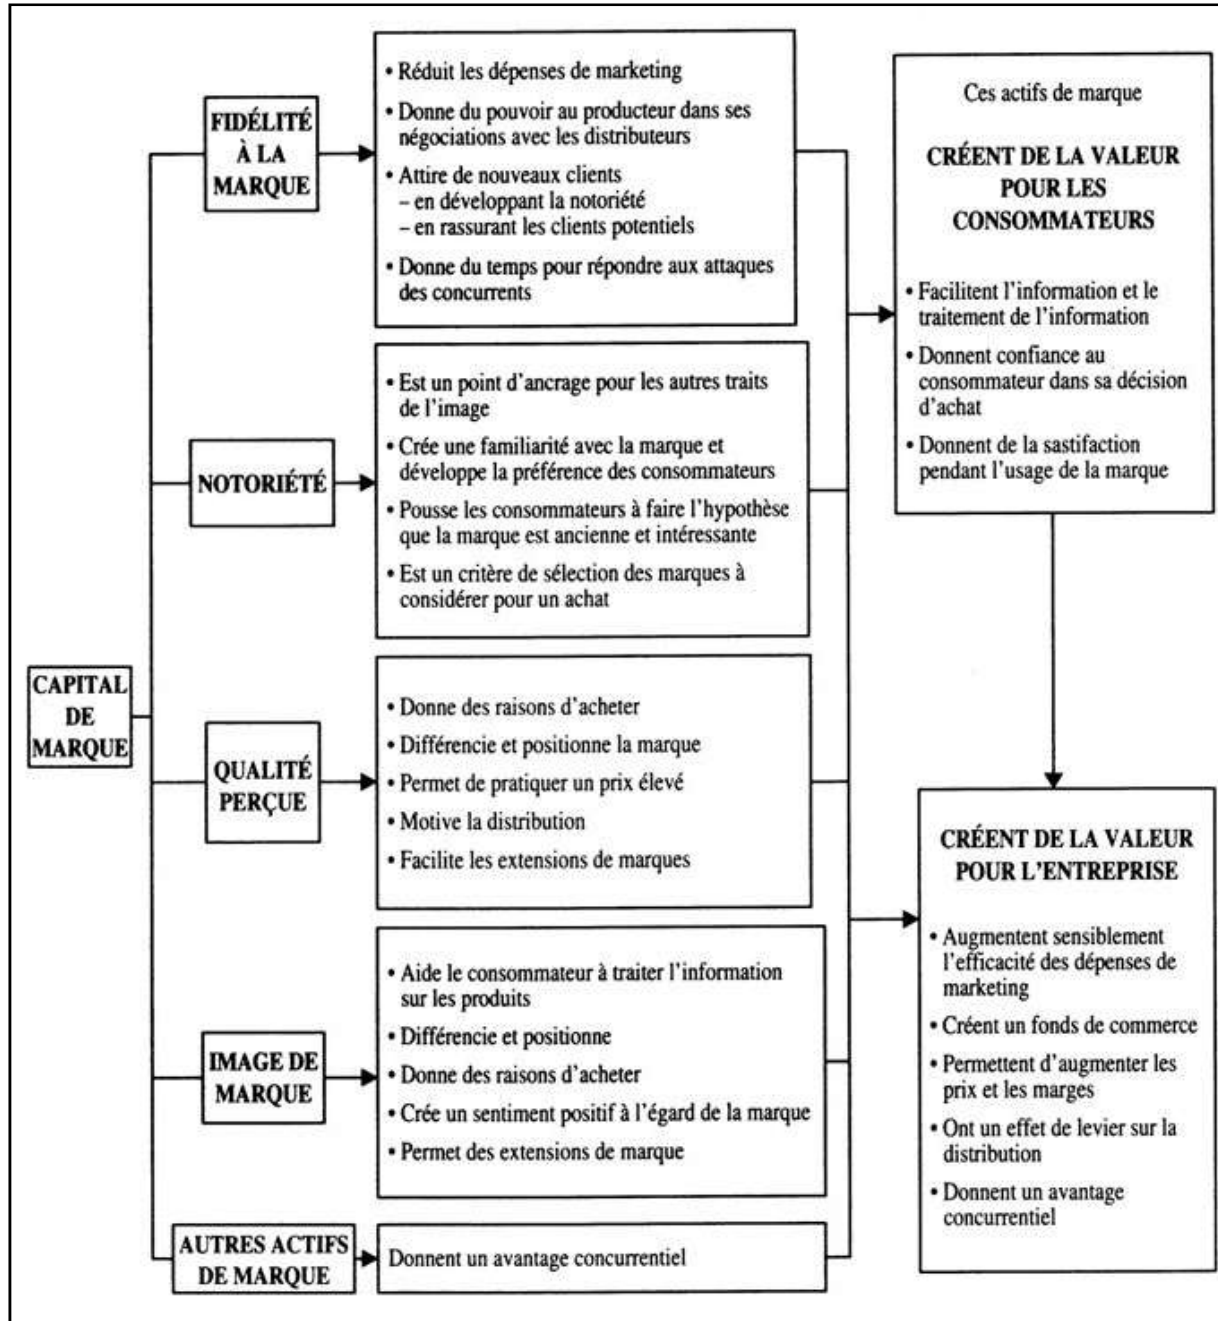 CAPITAL
DE
MARQUE
FIDÉLITÉ
À LA
MARQUE
• Réduit les dépenses de marketing
• Donne du pouvoir au producteur dans ses
négociations avec les distributeurs
• Attire de nouveaux clients
– en développant la notoriété
– en rassurant les clients potentiels
• Donne du temps pour répondre aux attaques
des concurrents
NOTORIÉTÉ
• Est un point d'ancrage pour les autres traits
de l'image
• Crée une familiarité avec la marque et
développe la préférence des consommateurs
• Pousse les consommateurs à faire l'hypothèse
que la marque est ancienne et intéressante
• Est un critère de sélection des marques à
considérer pour un achat
QUALITÉ
PERÇUE
• Donne des raisons d'acheter
• Différencie et positionne la marque
• Permet de pratiquer un prix élevé
• Motive la distribution
• Facilite les extensions de marques
IMAGE DE
MARQUE
• Aide le consommateur à traiter l'information
sur les produits
• Différencie et positionne
• Donne des raisons d'acheter
• Crée un sentiment positif à l'égard de la marque
• Permet des extensions de marque
AUTRES ACTIFS
DE MARQUE
Donnent un avantage concurrentiel
Ces actifs de marque
CRÉENT DE LA VALEUR
POUR LES
CONSOMMATEURS
• Facilitent l'information et le
traitement de l'information
• Donnent confiance au
consommateur dans sa décision
d'achat
• Donnent de la sastifaction
pendant l'usage de la marque
CRÉENT DE LA VALEUR
POUR L'ENTREPRISE
• Augmentent sensiblement
l'efficacité des dépenses de
marketing
• Créent un fonds de commerce
• Permettent d'augmenter les
prix et les marges
• Ont un effet de levier sur la
distribution
• Donnent un avantage
concurrentiel